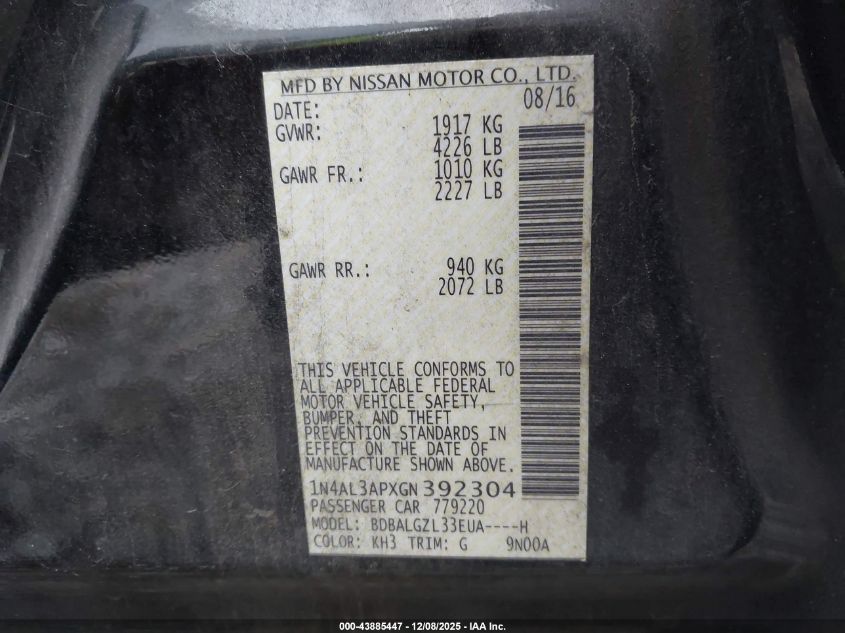 MFD BY NISSAN MOTOR CO., LTD.
DATE: 08/16
GVWR: 1917 KG
4226 LB
GAWR FR.: 1010 KG
2227 LB
GAWR RR.: 940 KG
2072 LB
THIS VEHICLE CONFORMS TO
ALL APPLICABLE FEDERAL
MOTOR VEHICLE SAFETY,
BUMPER, AND THEFT
PREVENTION STANDARDS IN
EFFECT ON THE DATE OF
MANUFACTURE SHOWN ABOVE.
1N4AL3APXGN392304
PASSENGER CAR 779220
MODEL: BDBALGZL33EUA----H
COLOR: KH3 TRIM: G 9N00A
000-43885447 - 12/08/2025 - IAA Inc.